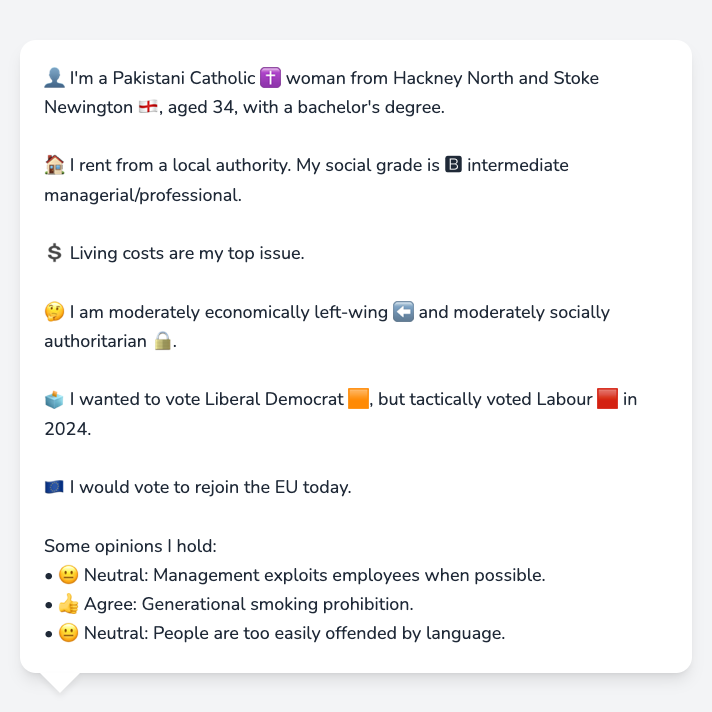 👤 I'm a Pakistani Catholic ✝️ woman from Hackney North and Stoke
Newington 🏴󠁧󠁢󠁥󠁮󠁧󠁿, aged 34, with a bachelor's degree.
🏠 I rent from a local authority. My social grade is 🅱 intermediate
managerial/professional.
💲 Living costs are my top issue.
🤔 I am moderately economically left-wing ⬅️ and moderately socially
authoritarian 🔒.
🗳️ I wanted to vote Liberal Democrat 🟧, but tactically voted Labour 🟥 in
2024.
🇪🇺 I would vote to rejoin the EU today.
Some opinions I hold:
• 😐 Neutral: Management exploits employees when possible.
• 👍 Agree: Generational smoking prohibition.
• 😐 Neutral: People are too easily offended by language.